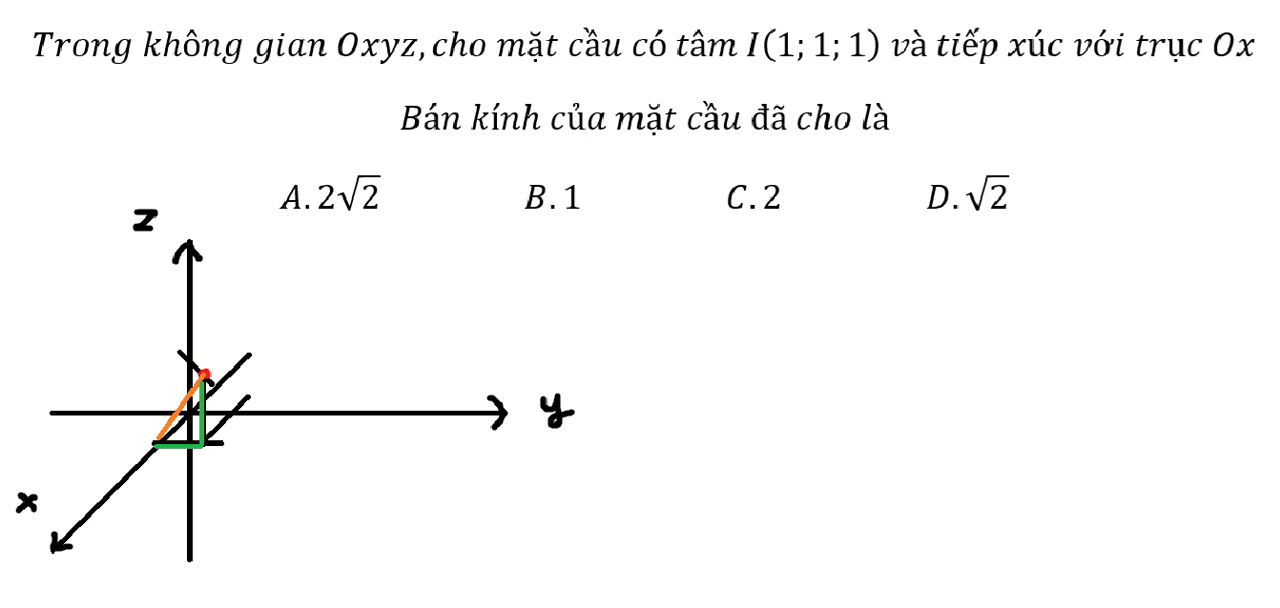 Trong không gian Oxyz, cho mặt cầu có tâm I(1; 1; 1) và tiếp xúc với trục Ox
Bán kính của mặt cầu đã cho là
A. 2√2 B. 1 C. 2 D. √2
z
y
x